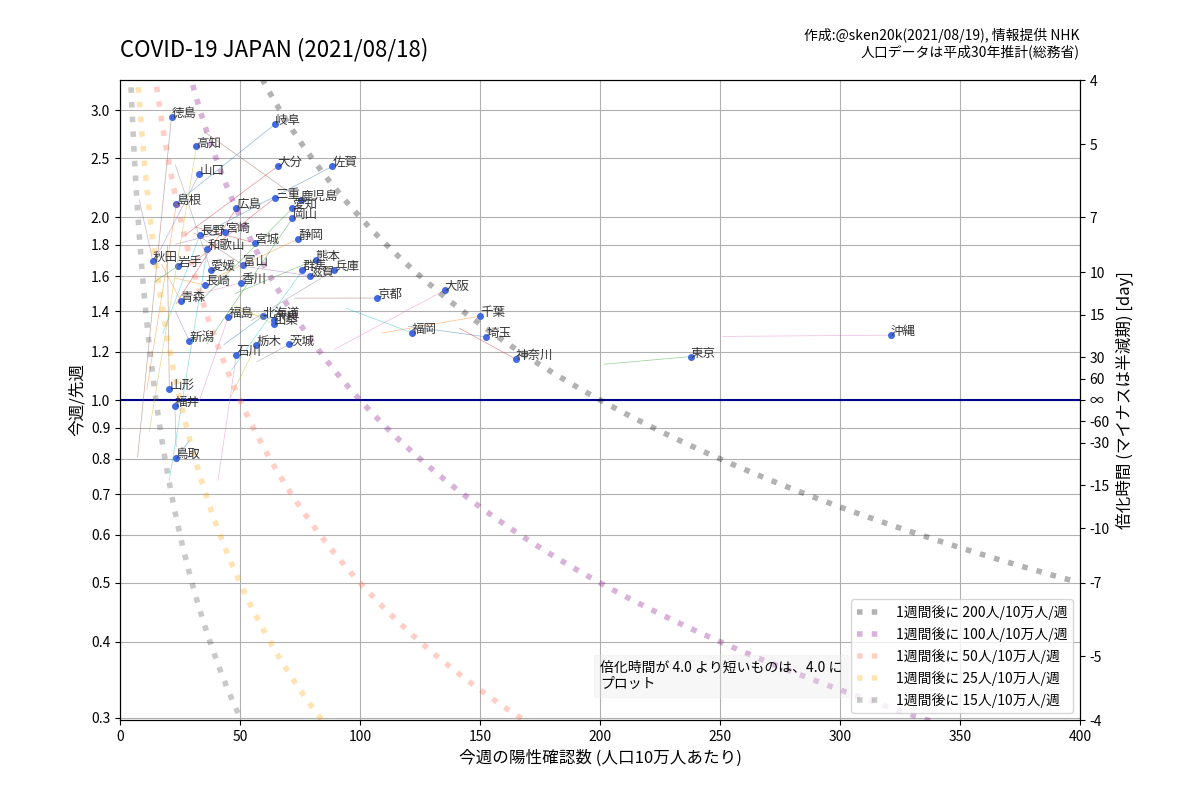 COVID-19 JAPAN (2021/08/18)
作成:@sken20k(2021/08/19), 情報提供 NHK
人口データは平成30年推計(総務省)
今週/先週
3.0
2.5
2.0
1.8
1.6
1.4
1.2
1.0
0.9
0.8
0.7
0.6
0.5
0.4
0.3
徳島
岐阜
高知
大分
佐賀
山口
三重
鹿児島
島根
広島
愛知
岡山
長野
宮崎
宮城
静岡
和歌山
秋田
岩手
愛媛
富山
熊本
群馬
滋賀
兵庫
長崎
香川
青森
京都
大阪
福島
北海道
千葉
新潟
栃木
茨城
石川
福岡
埼玉
神奈川
東京
沖縄
山形
福井
鳥取
4
5
7
10
15
30
60
∞
-60
-30
-15
-10
-7
-5
-4
倍化時間 (マイナスは半減期) [day]
倍化時間が 4.0 より短いものは、4.0 に
プロット
1週間後に 200人/10万人/週
1週間後に 100人/10万人/週
1週間後に 50人/10万人/週
1週間後に 25人/10万人/週
1週間後に 15人/10万人/週
0
50
100
150
200
250
300
350
400
今週の陽性確認数 (人口10万人あたり)